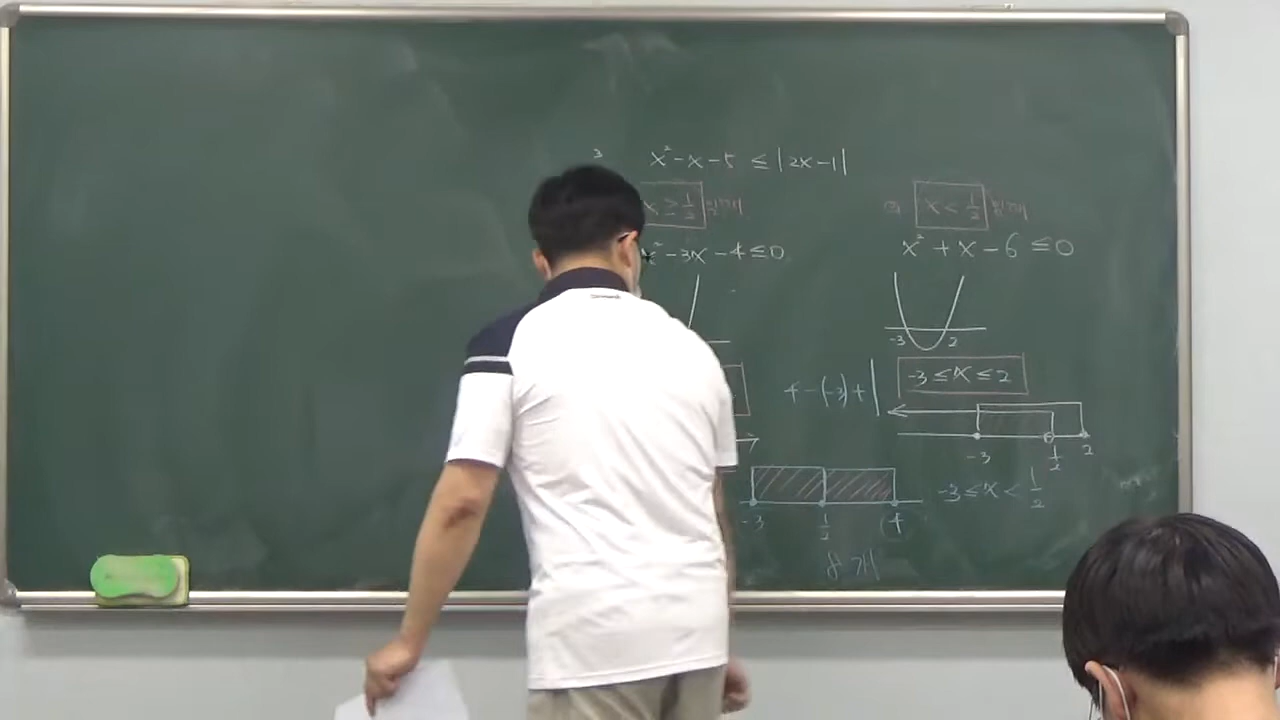 3
x²-x-5 ≤ |2x-1|
x ≥ 1/2 일 때
x²-3x-4 ≤ 0
x < 1/2 일 때
x²+x-6 ≤ 0
-3 2
-3 ≤ x ≤ 2
4-(-3)+1
-3 1/2 2
-3 ≤ x < 1/2
-3 1/2 4
8개